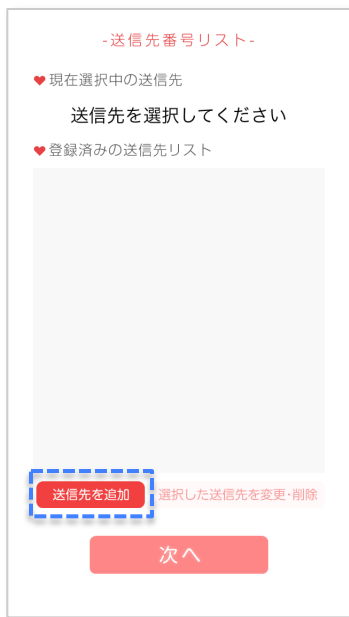 -送信先番号リスト-
現在選択中の送信先
送信先を選択してください
登録済みの送信先リスト
送信先を追加 選択した送信先を変更・削除
次へ